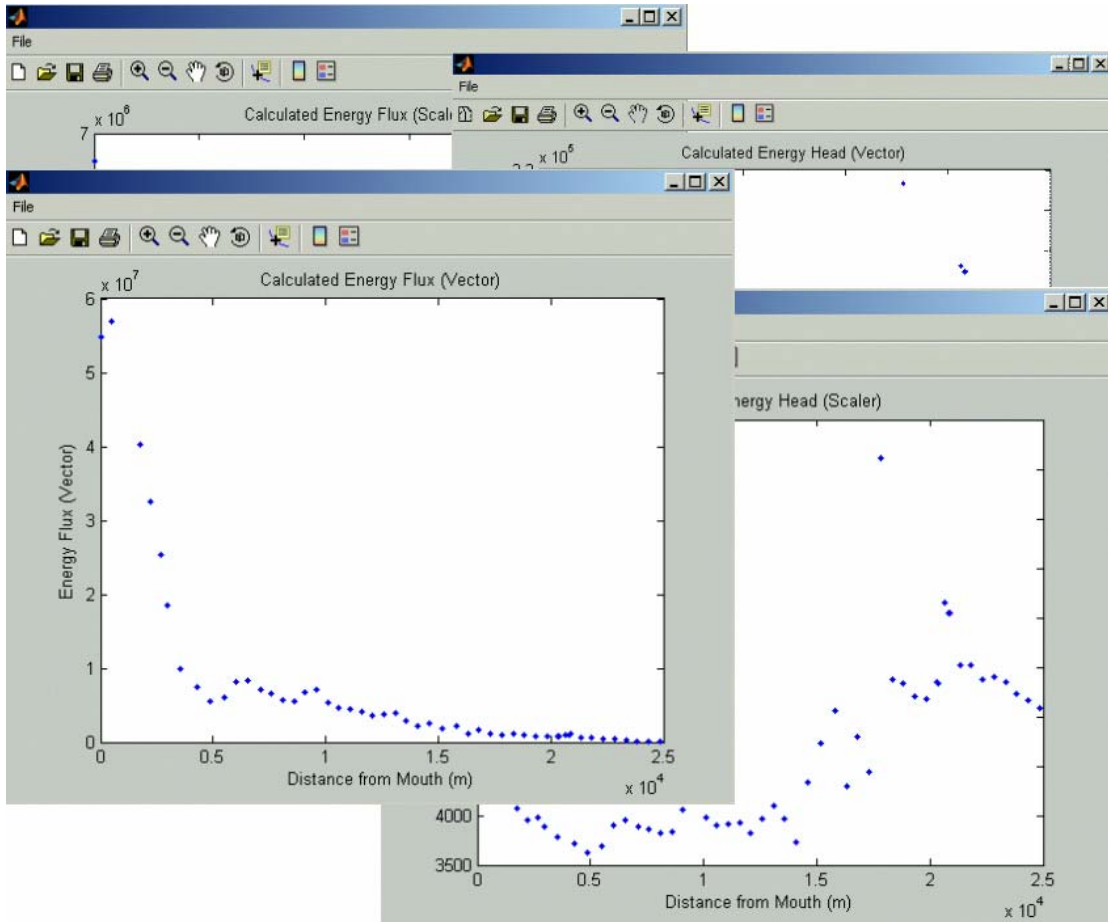 File
Calculated Energy Flux (Scal
7 x 10^6
File
Calculated Energy Head (Vector)
x 10^5
File
Calculated Energy Flux (Vector)
x 10^7
6
5
4
3
2
1
0
Energy Flux (Vector)
0 0.5 1 1.5 2 2.5
x 10^4
Distance from Mouth (m)
nergy Head (Scaler)
4000
3500
0 0.5 1 1.5 2 2.5
x 10^4
Distance from Mouth (m)